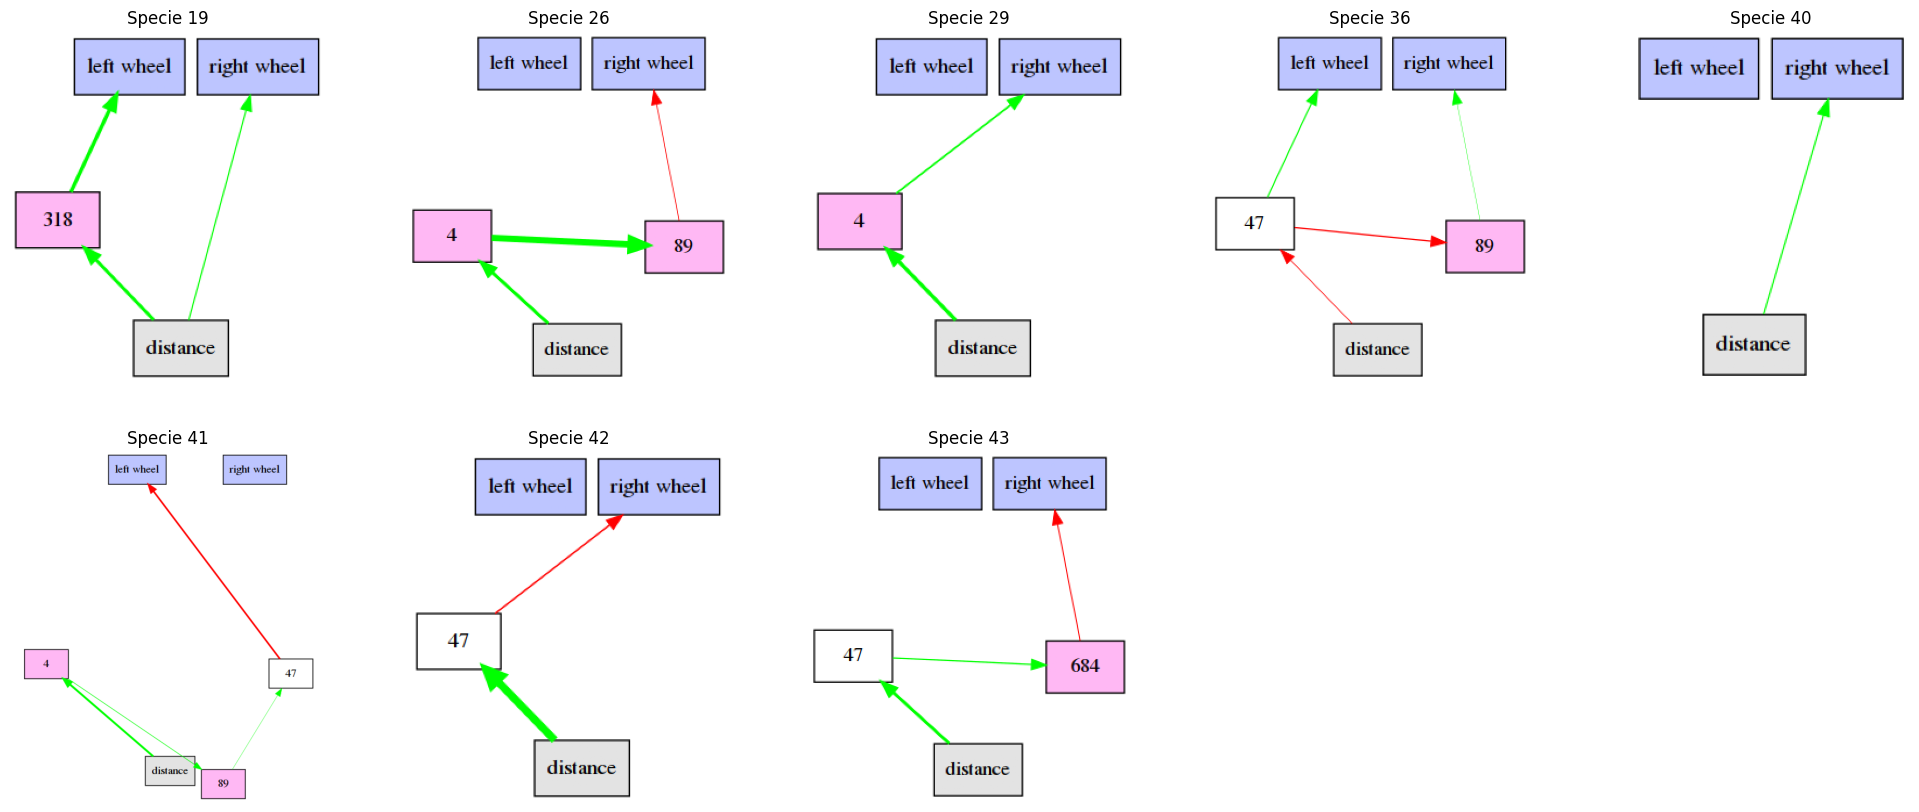 Specie 19
left wheel
right wheel
318
distance
Specie 26
left wheel
right wheel
4
89
distance
Specie 29
left wheel
right wheel
4
distance
Specie 36
left wheel
right wheel
47
89
distance
Specie 40
left wheel
right wheel
distance
Specie 41
left wheel
right wheel
4
47
distance
89
Specie 42
left wheel
right wheel
47
distance
Specie 43
left wheel
right wheel
47
684
distance